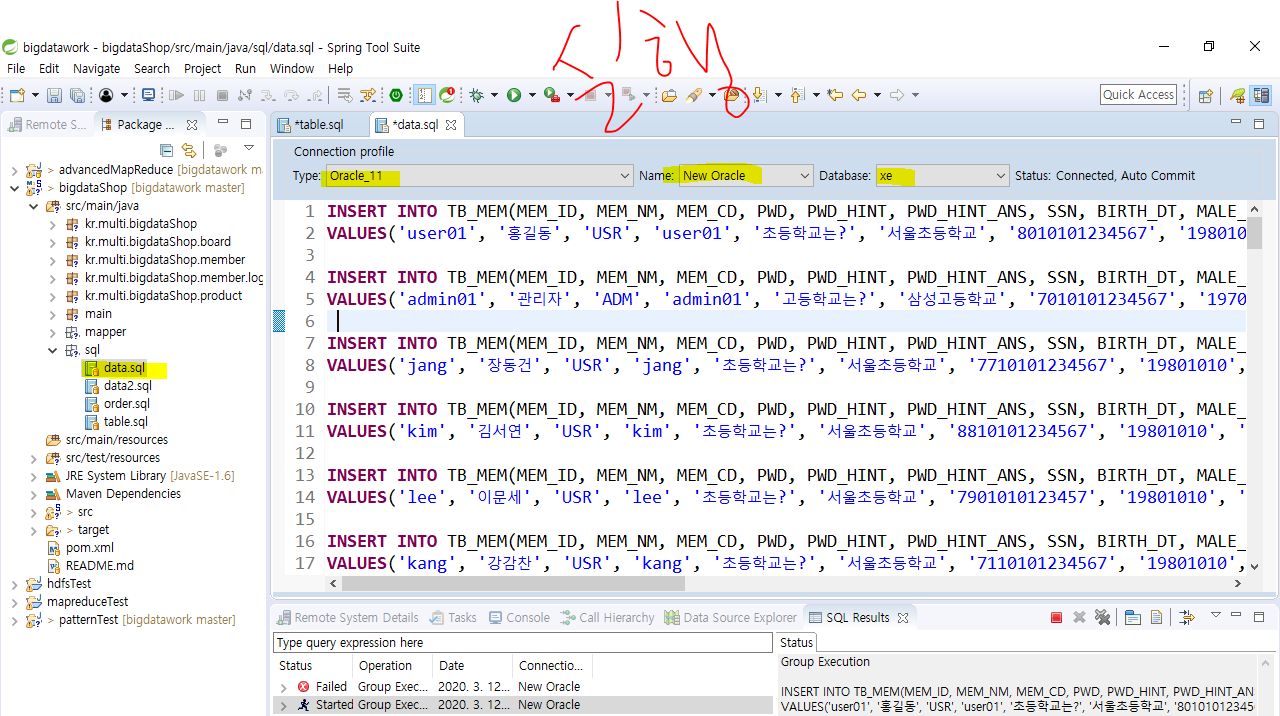 bigdatawork - bigdataShop/src/main/java/sql/data.sql - Spring Tool Suite
File Edit Navigate Search Project Run Window Help
Quick Access
Remote S... Package ...
*table.sql *data.sql
Connection profile
Type: Oracle_11 Name: New Oracle Database: xe Status: Connected, Auto Commit
> advancedMapReduce [bigdatawork m
> bigdataShop [bigdatawork master]
src/main/java
kr.multi.bigdataShop
kr.multi.bigdataShop.board
kr.multi.bigdataShop.member
kr.multi.bigdataShop.member.log
kr.multi.bigdataShop.product
main
mapper
sql
data.sql
data2.sql
order.sql
table.sql
src/main/resources
src/test/resources
JRE System Library [JavaSE-1.6]
Maven Dependencies
> src
> target
pom.xml
README.md
hdfsTest
mapreduceTest
> patternTest [bigdatawork master]
1 INSERT INTO TB_MEM(MEM_ID, MEM_NM, MEM_CD, PWD, PWD_HINT, PWD_HINT_ANS, SSN, BIRTH_DT, MALE_
2 VALUES('user01', '홍길동', 'USR', 'user01', '초등학교는?', '서울초등학교', '8010101234567', '198010
3
4 INSERT INTO TB_MEM(MEM_ID, MEM_NM, MEM_CD, PWD, PWD_HINT, PWD_HINT_ANS, SSN, BIRTH_DT, MALE_
5 VALUES('admin01', '관리자', 'ADM', 'admin01', '고등학교는?', '삼성고등학교', '7010101234567', '1970
6
7 INSERT INTO TB_MEM(MEM_ID, MEM_NM, MEM_CD, PWD, PWD_HINT, PWD_HINT_ANS, SSN, BIRTH_DT, MALE_
8 VALUES('jang', '장동건', 'USR', 'jang', '초등학교는?', '서울초등학교', '7710101234567', '19801010',
9
10 INSERT INTO TB_MEM(MEM_ID, MEM_NM, MEM_CD, PWD, PWD_HINT, PWD_HINT_ANS, SSN, BIRTH_DT, MALE_
11 VALUES('kim', '김서연', 'USR', 'kim', '초등학교는?', '서울초등학교', '8810101234567', '19801010', '
12
13 INSERT INTO TB_MEM(MEM_ID, MEM_NM, MEM_CD, PWD, PWD_HINT, PWD_HINT_ANS, SSN, BIRTH_DT, MALE_
14 VALUES('lee', '이문세', 'USR', 'lee', '초등학교는?', '서울초등학교', '7901010123457', '19801010', '
15
16 INSERT INTO TB_MEM(MEM_ID, MEM_NM, MEM_CD, PWD, PWD_HINT, PWD_HINT_ANS, SSN, BIRTH_DT, MALE_
17 VALUES('kang', '강감찬', 'USR', 'kang', '초등학교는?', '서울초등학교', '7110101234567', '19801010',
Remote System Details Tasks Console Call Hierarchy Data Source Explorer SQL Results
Type query expression here
Status Operation Date Connectio...
Failed Group Exec... 2020. 3. 12... New Oracle
Started Group Exec... 2020. 3. 12... New Oracle
Status
Group Execution
INSERT INTO TB_MEM(MEM_ID, MEM_NM, MEM_CD, PWD, PWD_HINT, PWD_HINT_AN
VALUES('user01', '홍길동', 'USR', 'user01', '초등학교는?', '서울초등학교', '80101012345